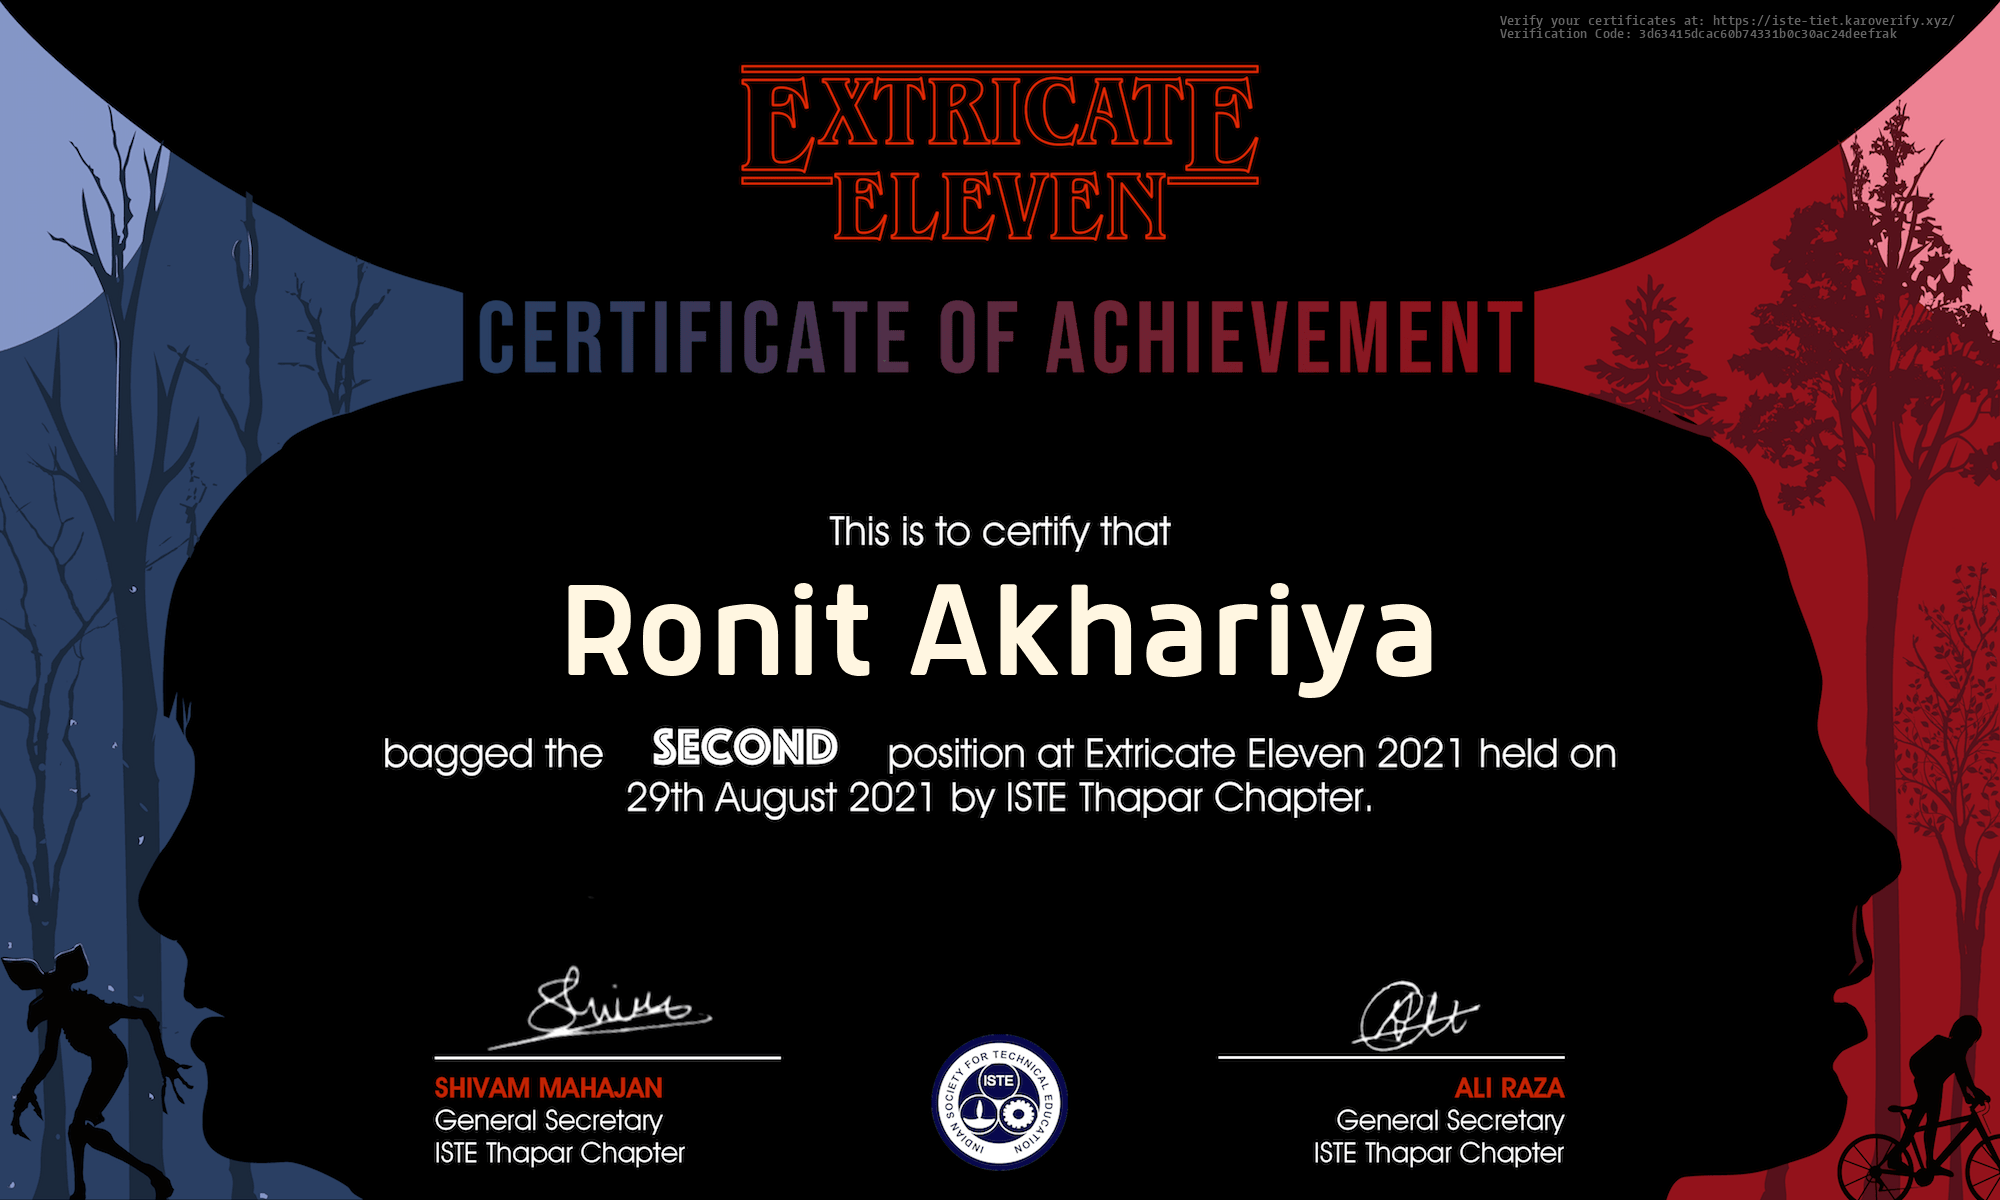 Verify your certificates at: https://iste-tiet.karoverify.xyz/
Verification Code: 3d63415dcac60b74331b0c30ac24deefrak
EXTRICATE
ELEVEN
CERTIFICATE OF ACHIEVEMENT
This is to certify that
Ronit Akhariya
bagged the SECOND position at Extricate Eleven 2021 held on
29th August 2021 by ISTE Thapar Chapter.
SHIVAM MAHAJAN
General Secretary
ISTE Thapar Chapter
INDIAN SOCIETY FOR TECHNICAL EDUCATION
ISTE
ALI RAZA
General Secretary
ISTE Thapar Chapter